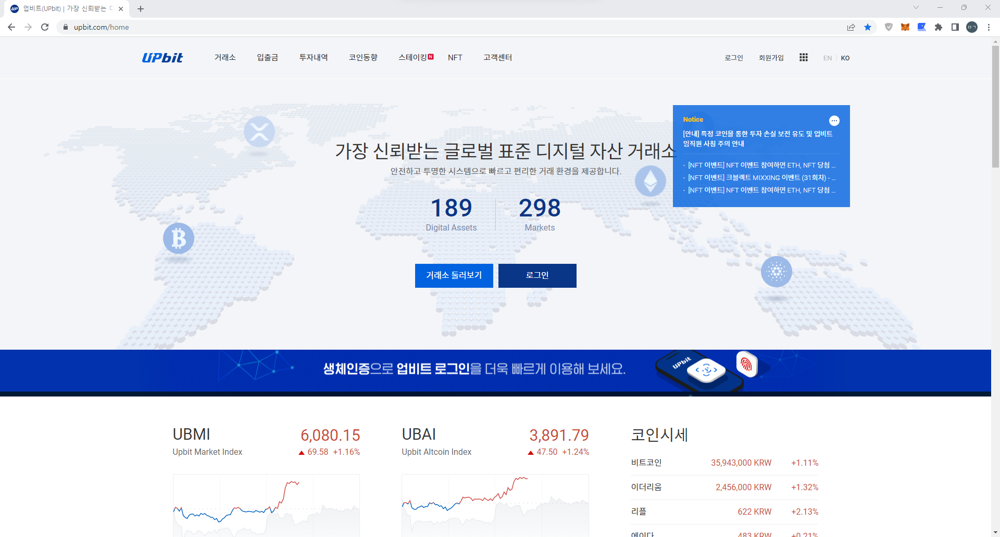 업비트(UPbit) | 가장 신뢰받는
upbit.com/home
UPbit 거래소 입출금 투자내역 코인동향 스테이킹 N NFT 고객센터 로그인 회원가입 EN KO
Notice
[안내] 특정 코인을 통한 투자 손실 보전 유도 및 업비트
임직원 사칭 주의 안내
- [NFT 이벤트] NFT 이벤트 참여하면 ETH, NFT 당첨 ...
- [NFT 이벤트] 크블렉트 MIXXING 이벤트 (31회차) - ...
- [NFT 이벤트] NFT 이벤트 참여하면 ETH, NFT 당첨 ...
가장 신뢰받는 글로벌 표준 디지털 자산 거래소
안전하고 투명한 시스템으로 빠르고 편리한 거래 환경을 제공합니다.
189 298
Digital Assets Markets
거래소 둘러보기 로그인
생체인증으로 업비트 로그인을 더욱 빠르게 이용해 보세요.
UPbit
UBMI 6,080.15
Upbit Market Index ▲ 69.58 +1.16%
UBAI 3,891.79
Upbit Altcoin Index ▲ 47.50 +1.24%
코인시세
비트코인 35,943,000 KRW +1.11%
이더리움 2,456,000 KRW +1.32%
리플 622 KRW +2.13%
에이다 483 KRW +0.21%